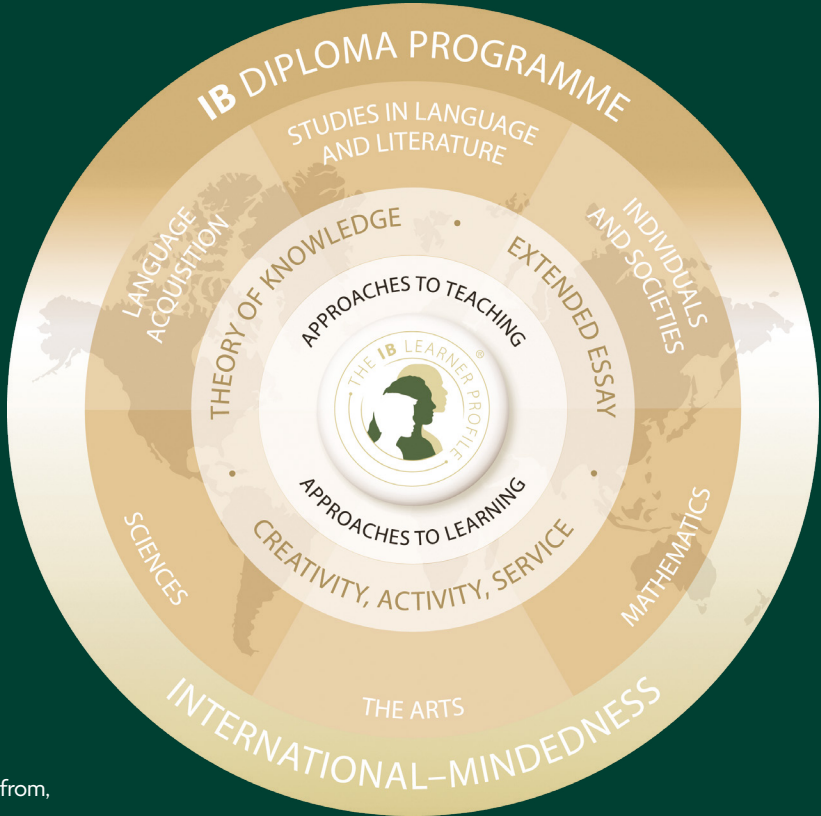 IB DIPLOMA PROGRAMME
STUDIES IN LANGUAGE
AND LITERATURE
LANGUAGE
ACQUISITION
INDIVIDUALS
AND SOCIETIES
THEORY OF KNOWLEDGE
•
EXTENDED ESSAY
APPROACHES TO TEACHING
THE IB LEARNER PROFILE
®
APPROACHES TO LEARNING
•
•
CREATIVITY, ACTIVITY, SERVICE
SCIENCES
MATHEMATICS
THE ARTS
INTERNATIONAL–MINDEDNESS
from,